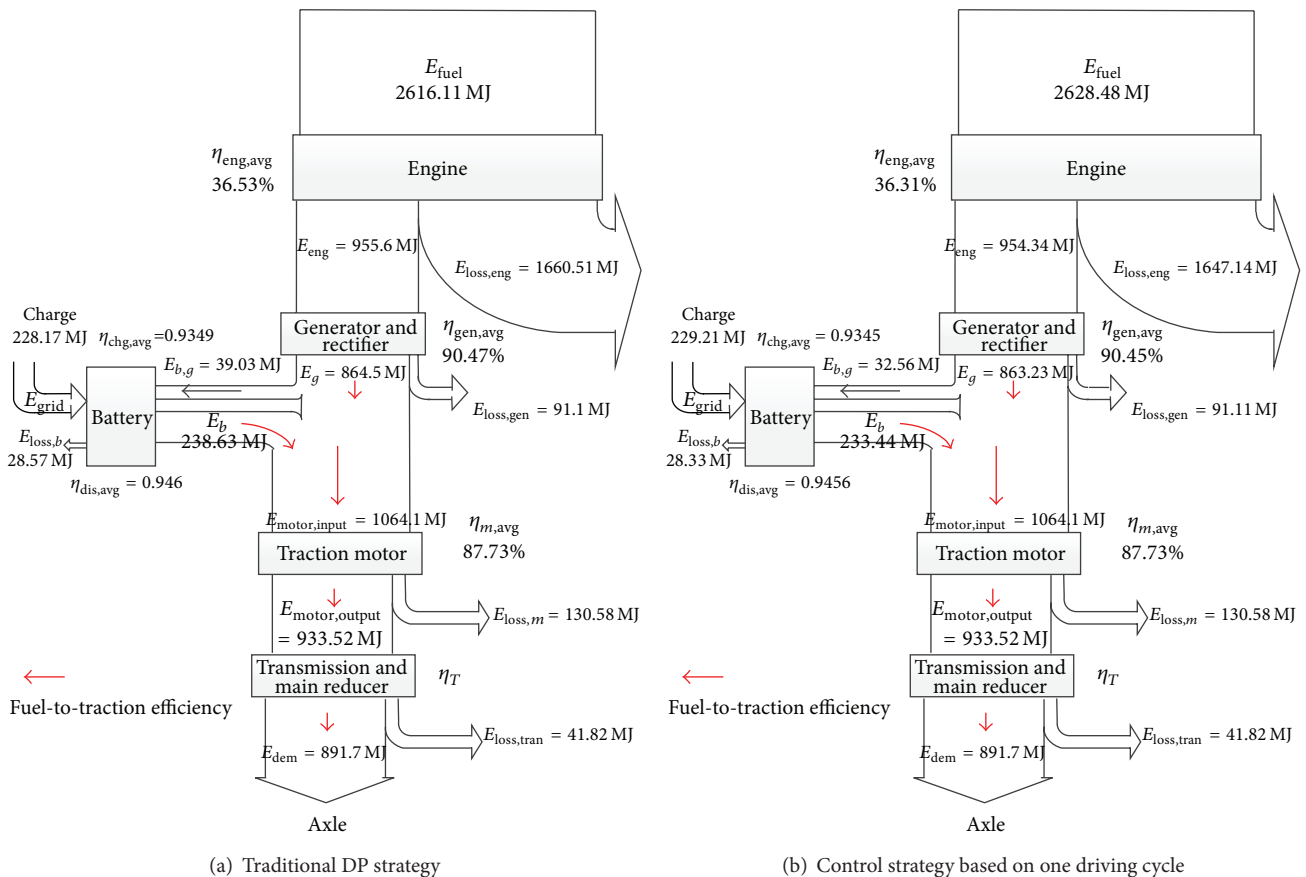 E_fuel
2616.11 MJ
η_eng,avg
36.53%
Engine
E_eng = 955.6 MJ
E_loss,eng = 1660.51 MJ
Charge
228.17 MJ
η_chg,avg =0.9349
Generator and
rectifier
η_gen,avg
90.47%
E_b,g = 39.03 MJ
E_g = 864.5 MJ
E_grid
Battery
E_loss,gen = 91.1 MJ
E_b
238.63 MJ
E_loss,b
28.57 MJ
η_dis,avg = 0.946
E_motor,input = 1064.1 MJ
η_m,avg
87.73%
Traction motor
E_motor,output
= 933.52 MJ
E_loss,m = 130.58 MJ
Transmission and
main reducer
η_T
Fuel-to-traction efficiency
E_dem = 891.7 MJ
E_loss,tran = 41.82 MJ
Axle
(a) Traditional DP strategy
E_fuel
2628.48 MJ
η_eng,avg
36.31%
Engine
E_eng = 954.34 MJ
E_loss,eng = 1647.14 MJ
Charge
229.21 MJ
η_chg,avg =0.9345
Generator and
rectifier
η_gen,avg
90.45%
E_b,g = 32.56 MJ
E_g = 863.23 MJ
E_grid
Battery
E_loss,gen = 91.11 MJ
E_b
233.44 MJ
E_loss,b
28.33 MJ
η_dis,avg = 0.9456
E_motor,input = 1064.1 MJ
η_m,avg
87.73%
Traction motor
E_motor,output
= 933.52 MJ
E_loss,m = 130.58 MJ
Transmission and
main reducer
η_T
Fuel-to-traction efficiency
E_dem = 891.7 MJ
E_loss,tran = 41.82 MJ
Axle
(b) Control strategy based on one driving cycle